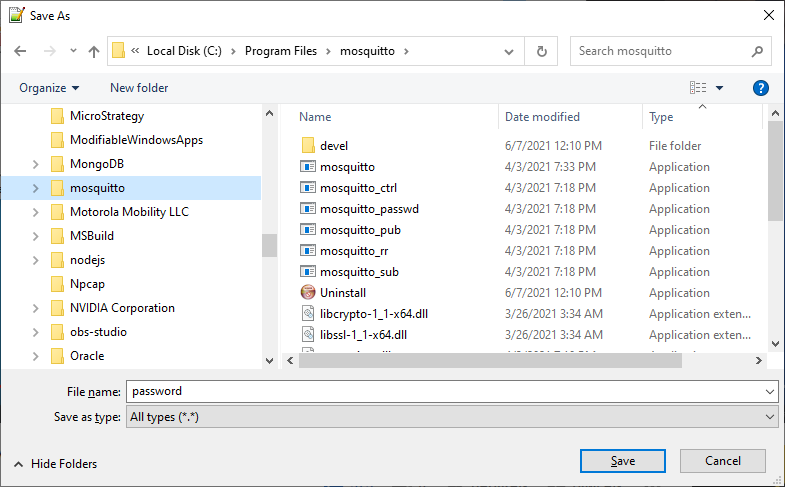 Save As
« Local Disk (C:) > Program Files > mosquitto >
Search mosquitto
Organize
New folder
?
MicroStrategy
ModifiableWindowsApps
MongoDB
mosquitto
Motorola Mobility LLC
MSBuild
nodejs
Npcap
NVIDIA Corporation
obs-studio
Oracle
Name Date modified Type
devel 6/7/2021 12:10 PM File folder
mosquitto 4/3/2021 7:33 PM Application
mosquitto_ctrl 4/3/2021 7:18 PM Application
mosquitto_passwd 4/3/2021 7:18 PM Application
mosquitto_pub 4/3/2021 7:18 PM Application
mosquitto_rr 4/3/2021 7:18 PM Application
mosquitto_sub 4/3/2021 7:18 PM Application
Uninstall 6/7/2021 12:10 PM Application
libcrypto-1_1-x64.dll 3/26/2021 3:34 AM Application exten...
libssl-1_1-x64.dll 3/26/2021 3:34 AM Application exten...
File name: password
Save as type: All types (*.*)
Hide Folders
Save
Cancel